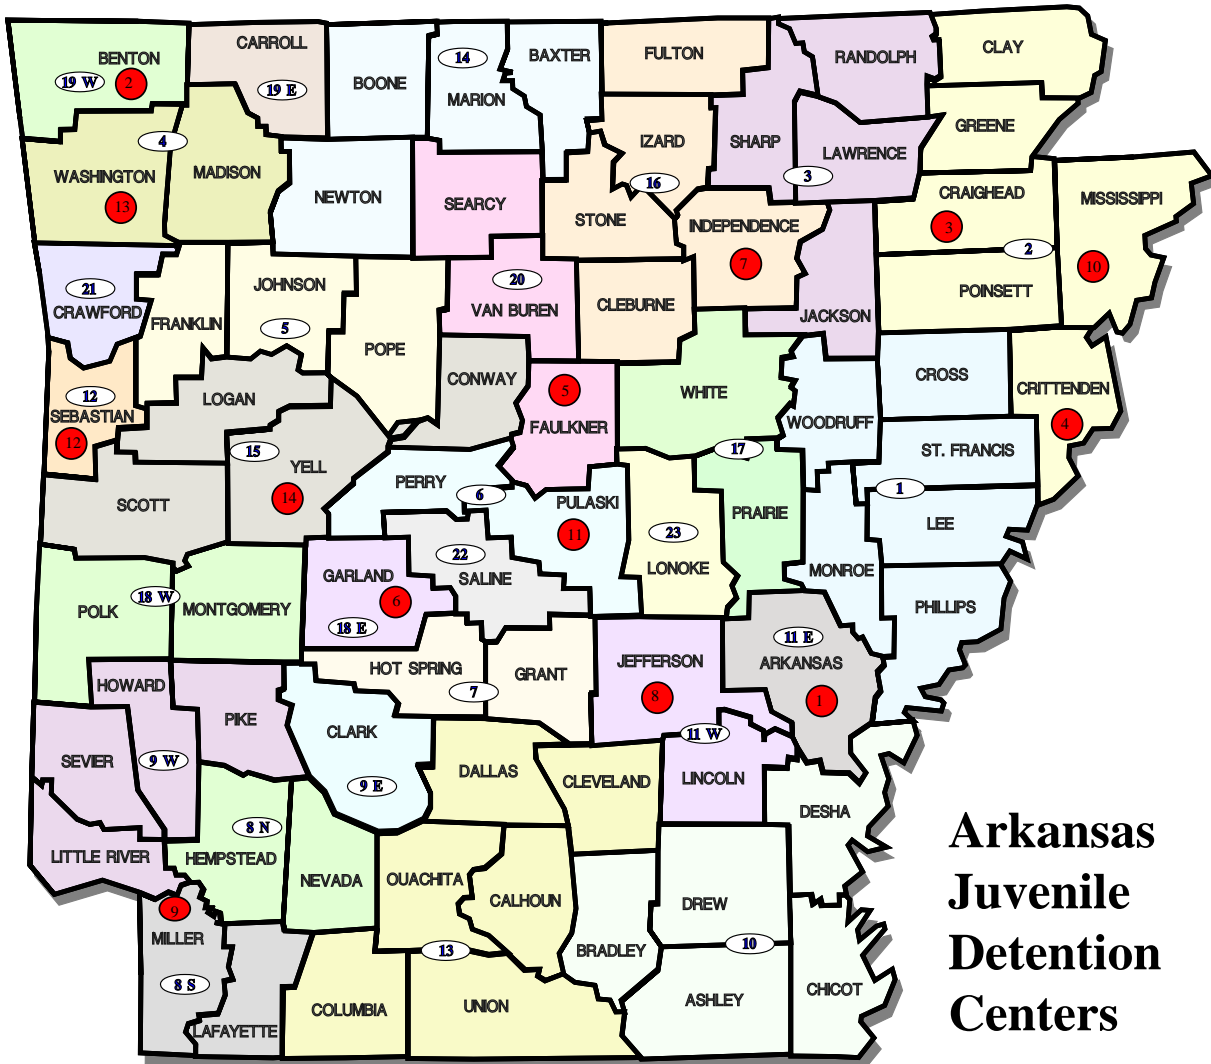 CARROLL
BENTON
19 W
2
19 E
BOONE
14
MARION
BAXTER
FULTON
RANDOLPH
CLAY
GREENE
4
WASHINGTON
13
MADISON
NEWTON
SEARCY
IZARD
16
STONE
SHARP
LAWRENCE
3
CRAIGHEAD
3
2
MISSISSIPPI
10
INDEPENDENCE
7
21
CRAWFORD
FRANKLIN
JOHNSON
5
POPE
20
VAN BUREN
CLEBURNE
JACKSON
POINSETT
12
SEBASTIAN
12
LOGAN
15
YELL
14
CONWAY
5
FAULKNER
WHITE
WOODRUFF
CROSS
CRITTENDEN
4
17
ST. FRANCIS
1
LEE
SCOTT
PERRY
6
PULASKI
11
PRAIRIE
23
LONOKE
22
SALINE
MONROE
PHILLIPS
POLK
18 W
MONTGOMERY
GARLAND
6
18 E
HOT SPRING
7
GRANT
JEFFERSON
8
11 E
ARKANSAS
1
HOWARD
PIKE
CLARK
9 E
SEVIER
9 W
DALLAS
CLEVELAND
11 W
LINCOLN
DESHA
8 N
HEMPSTEAD
LITTLE RIVER
NEVADA
OUACHITA
CALHOUN
DREW
9
MILLER
8 S
LAFAYETTE
COLUMBIA
13
UNION
BRADLEY
10
ASHLEY
CHICOT
Arkansas
Juvenile
Detention
Centers